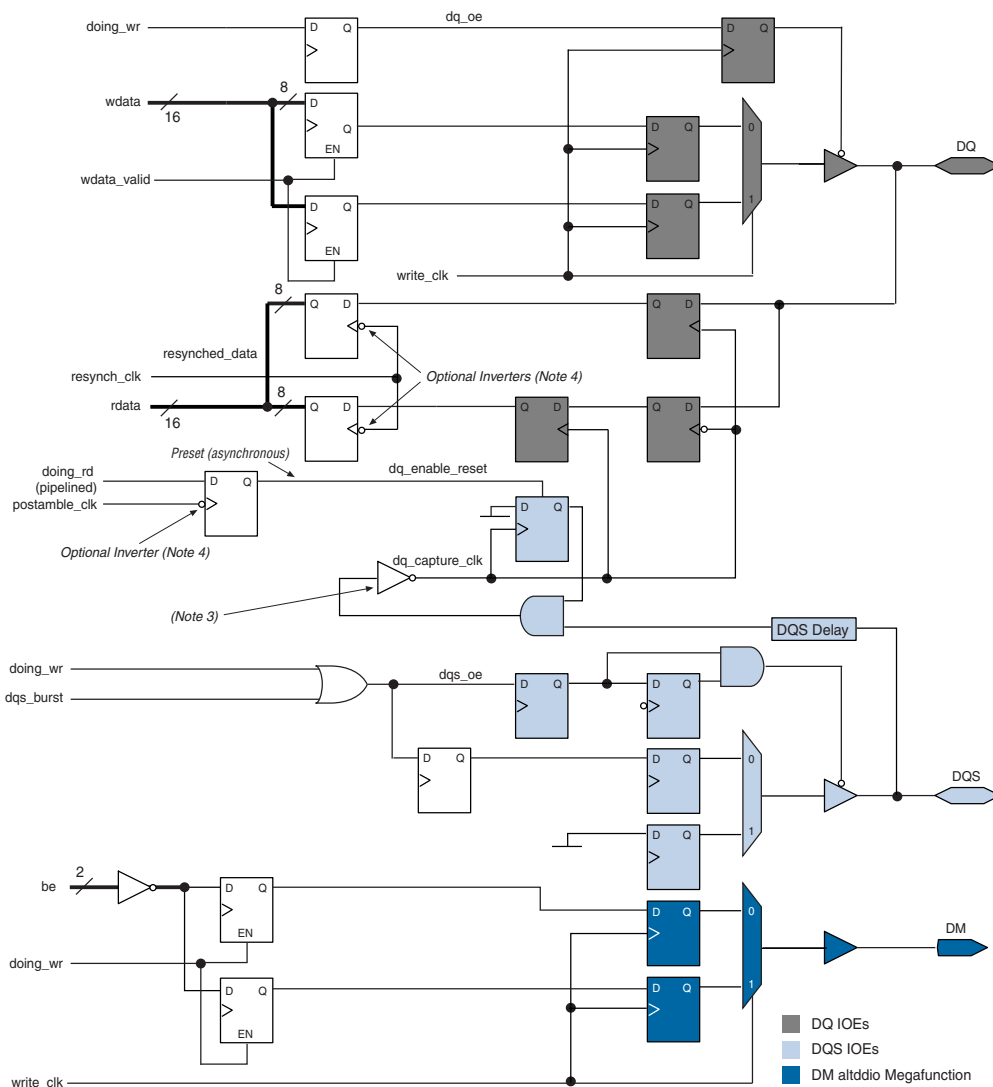 doing_wr
D Q
dq_oe
D Q
wdata
16
8
D
Q
EN
D Q
0
DQ
wdata_valid
D Q
EN
D Q
1
write_clk
8
Q D
Q D
resynched_data
resynch_clk
Optional Inverters (Note 4)
rdata
16
8
Q D
Q D
Q D
Preset (asynchronous)
doing_rd
(pipelined)
D Q
dq_enable_reset
postamble_clk
D Q
Optional Inverter (Note 4)
dq_capture_clk
(Note 3)
DQS Delay
doing_wr
dqs_burst
dqs_oe
D Q
D Q
D Q
D Q
0
DQS
D Q
1
be
2
D Q
EN
D Q
0
DM
doing_wr
D Q
EN
D Q
1
DQ IOEs
DQS IOEs
DM altddio Megafunction
write_clk